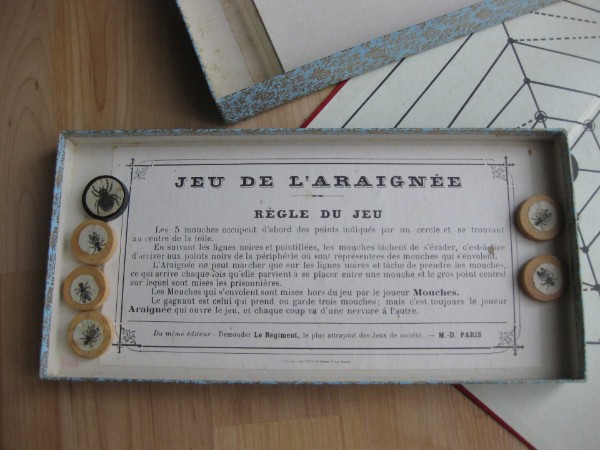 JEU DE L'ARAIGNÉE
RÈGLE DU JEU
Les 5 mouches occupent d'abord des points indiqués par un cercle et se trouvant
au centre de la toile.
En suivant les lignes noires et pointillées, les mouches tâchent de s'évader, c'est-à-dire
d'arriver aux points noirs de la périphérie où sont représentées des mouches qui s'envolent.
L'Araignée ne peut marcher que sur les lignes noires et tâche de prendre les mouches,
ce qui arrive chaque fois qu'elle parvient à se placer entre une mouche et le gros point central
sur lequel sont mises les prisonnières.
Les Mouches qui s'envolent sont mises hors du jeu par le joueur Mouches.
Le gagnant est celui qui prend ou garde trois mouches; mais c'est toujours le joueur
Araignée qui ouvre le jeu, et chaque coup va d'une nervure à l'autre.
Du même éditeur : Demander Le Régiment, le plus attrayant des Jeux de société. — M.-D. PARIS